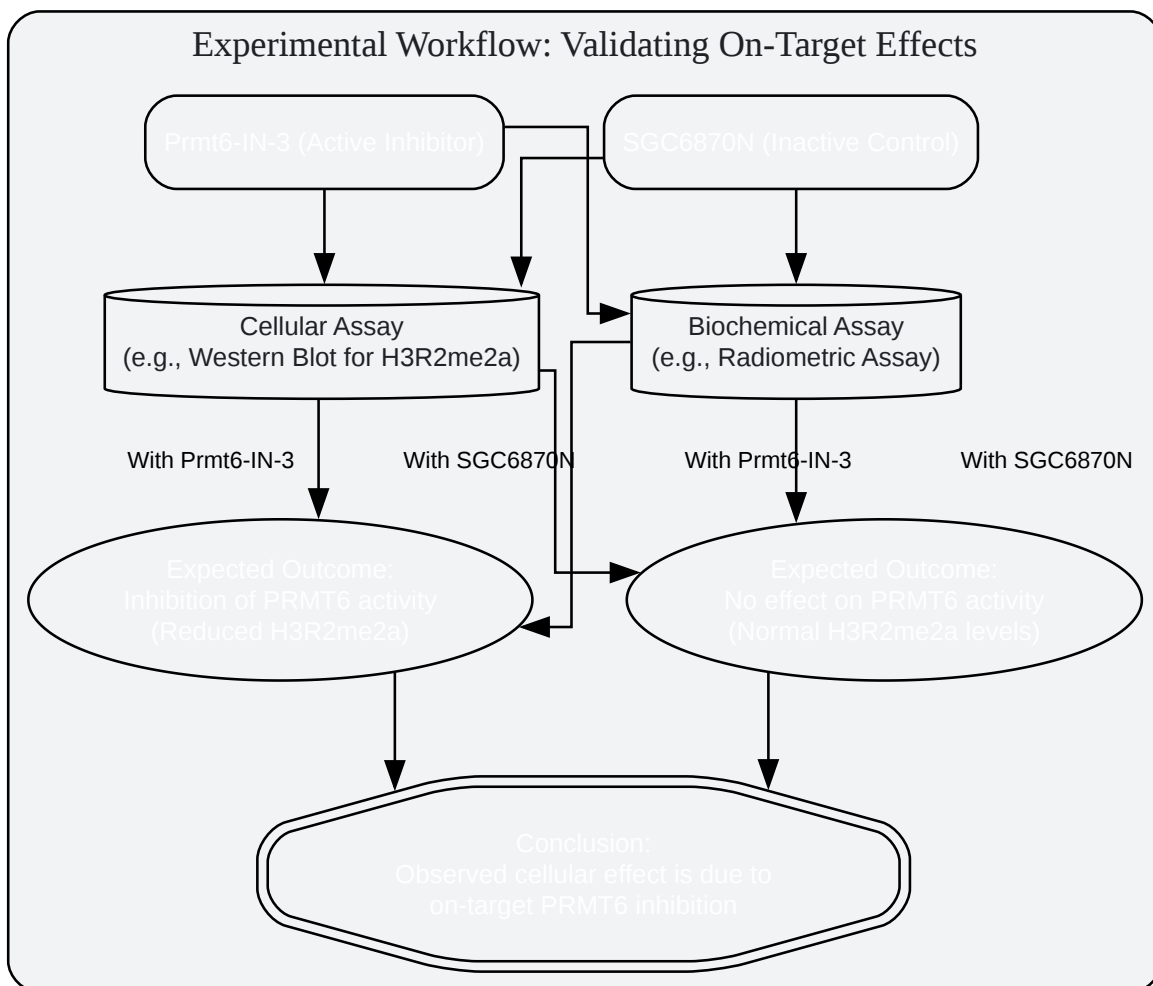 Experimental Workflow: Validating On-Target Effects
Prmt6-IN-3 (Active Inhibitor)
SGC6870N (Inactive Control)
Cellular Assay
(e.g., Western Blot for H3R2me2a)
Biochemical Assay
(e.g., Radiometric Assay)
With Prmt6-IN-3
With SGC6870N
With Prmt6-IN-3
With SGC6870N
Expected Outcome:
Inhibition of PRMT6 activity
(Reduced H3R2me2a)
Expected Outcome:
No effect on PRMT6 activity
(Normal H3R2me2a levels)
Conclusion:
Observed cellular effect is due to
on-target PRMT6 inhibition